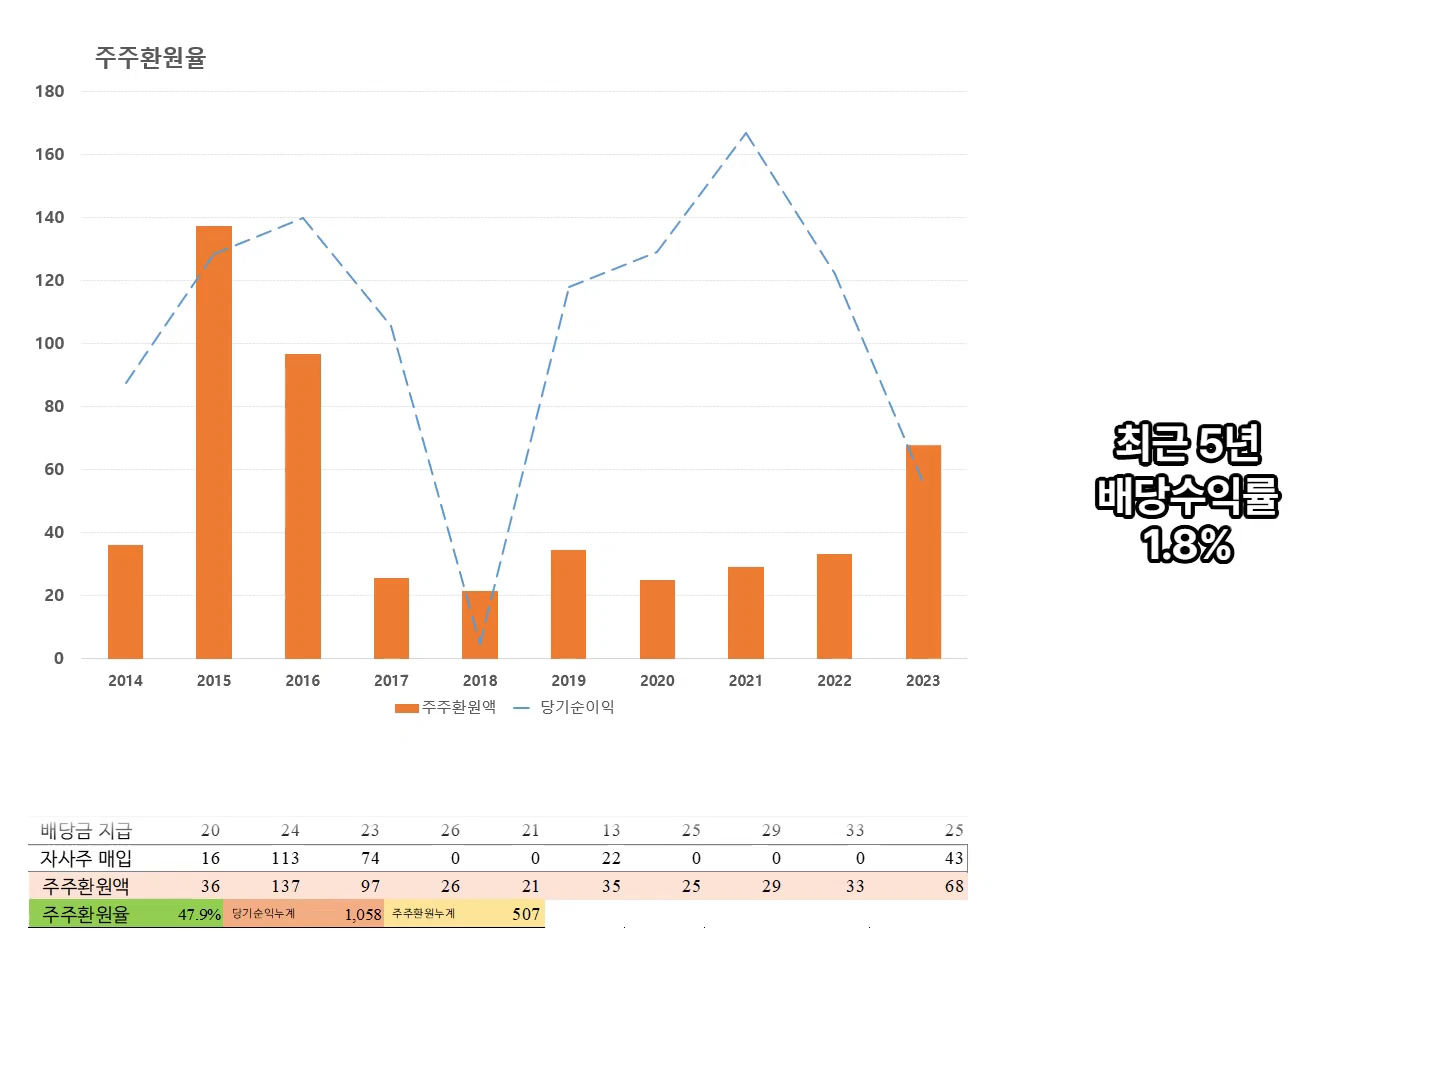 주주환원율
180
160
140
120
100
80
60
40
20
0
2014 2015 2016 2017 2018 2019 2020 2021 2022 2023
주주환원액 당기순이익
최근 5년
배당수익률
1.8%
배당금 지급 20 24 23 26 21 13 25 29 33 25
자사주 매입 16 113 74 0 0 22 0 0 0 43
주주환원액 36 137 97 26 21 35 25 29 33 68
주주환원율 47.9% 당기순익누계 1,058 주주환원누계 507